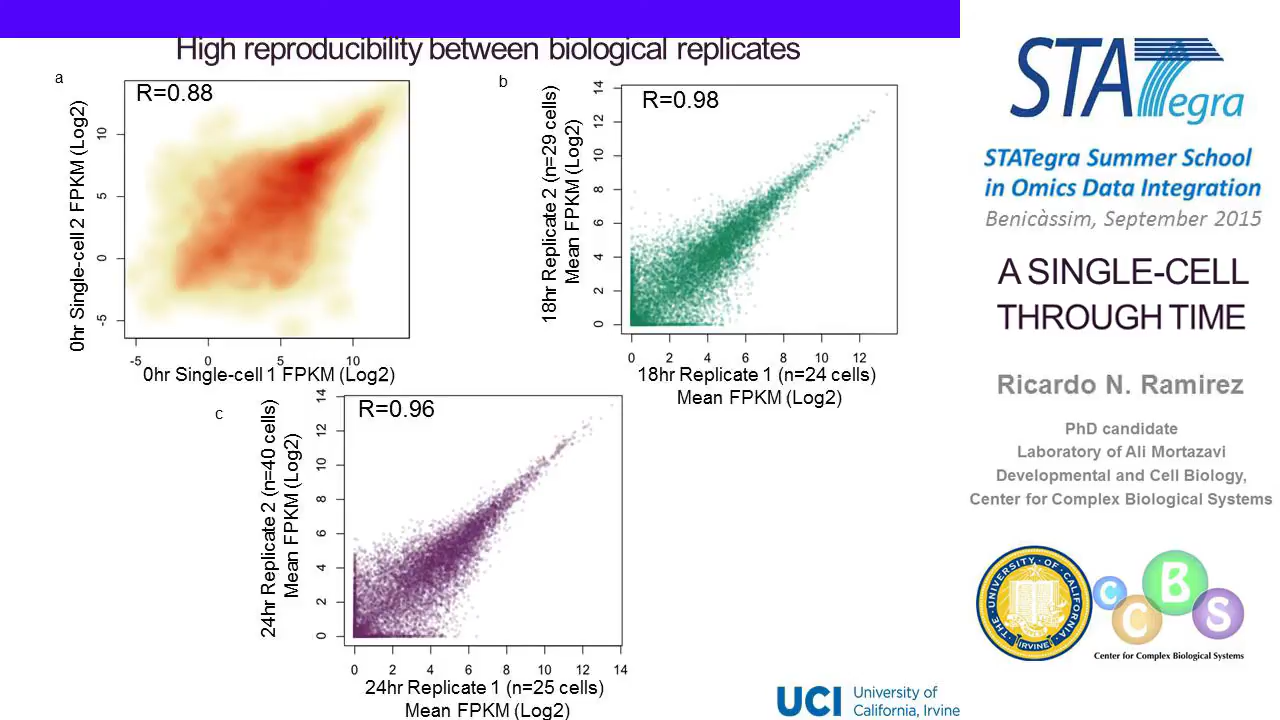 High reproducibility between biological replicates
a
R=0.88
0hr Single-cell 2 FPKM (Log2)
10
5
0
-5
-5 0 5 10
0hr Single-cell 1 FPKM (Log2)
b
R=0.98
18hr Replicate 2 (n=29 cells)
Mean FPKM (Log2)
14
12
10
8
6
4
2
0
0 2 4 6 8 10 12
18hr Replicate 1 (n=24 cells)
Mean FPKM (Log2)
c
R=0.96
24hr Replicate 2 (n=40 cells)
Mean FPKM (Log2)
14
12
10
8
6
4
2
0
0 2 4 6 8 10 12 14
24hr Replicate 1 (n=25 cells)
Mean FPKM (Log2)
UCI
University of
California, Irvine
STATegra
STATegra Summer School
in Omics Data Integration
Benicàssim, September 2015
A SINGLE-CELL
THROUGH TIME
Ricardo N. Ramirez
PhD candidate
Laboratory of Ali Mortazavi
Developmental and Cell Biology,
Center for Complex Biological Systems
THE · UNIVERSITY · OF · CALIFORNIA
IRVINE
C C B S
Center for Complex Biological Systems